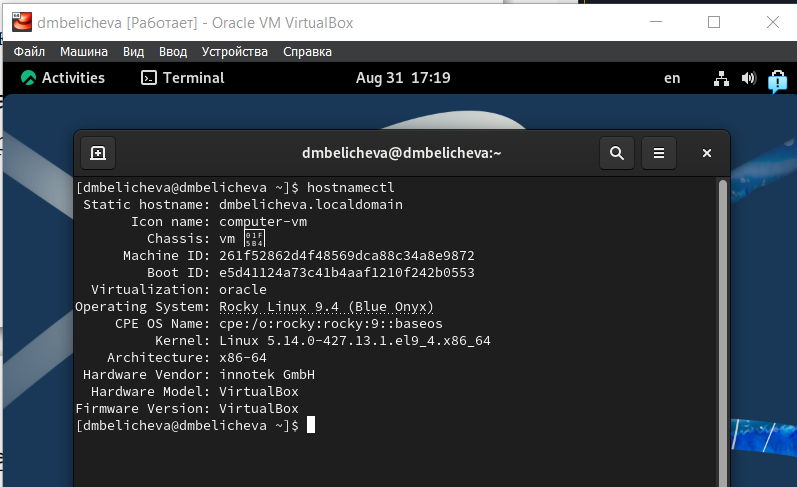 dmbelicheva [Работает] - Oracle VM VirtualBox
Файл Машина Вид Ввод Устройства Справка
Activities Terminal Aug 31 17:19 en
dmbelicheva@dmbelicheva:~
[dmbelicheva@dmbelicheva ~]$ hostnamectl
Static hostname: dmbelicheva.localdomain
Icon name: computer-vm
Chassis: vm 01F5B4
Machine ID: 261f52862d4f48569dca88c34a8e9872
Boot ID: e5d41124a73c41b4aaf1210f242b0553
Virtualization: oracle
Operating System: Rocky Linux 9.4 (Blue Onyx)
CPE OS Name: cpe:/o:rocky:rocky:9::baseos
Kernel: Linux 5.14.0-427.13.1.el9_4.x86_64
Architecture: x86-64
Hardware Vendor: innotek GmbH
Hardware Model: VirtualBox
Firmware Version: VirtualBox
[dmbelicheva@dmbelicheva ~]$